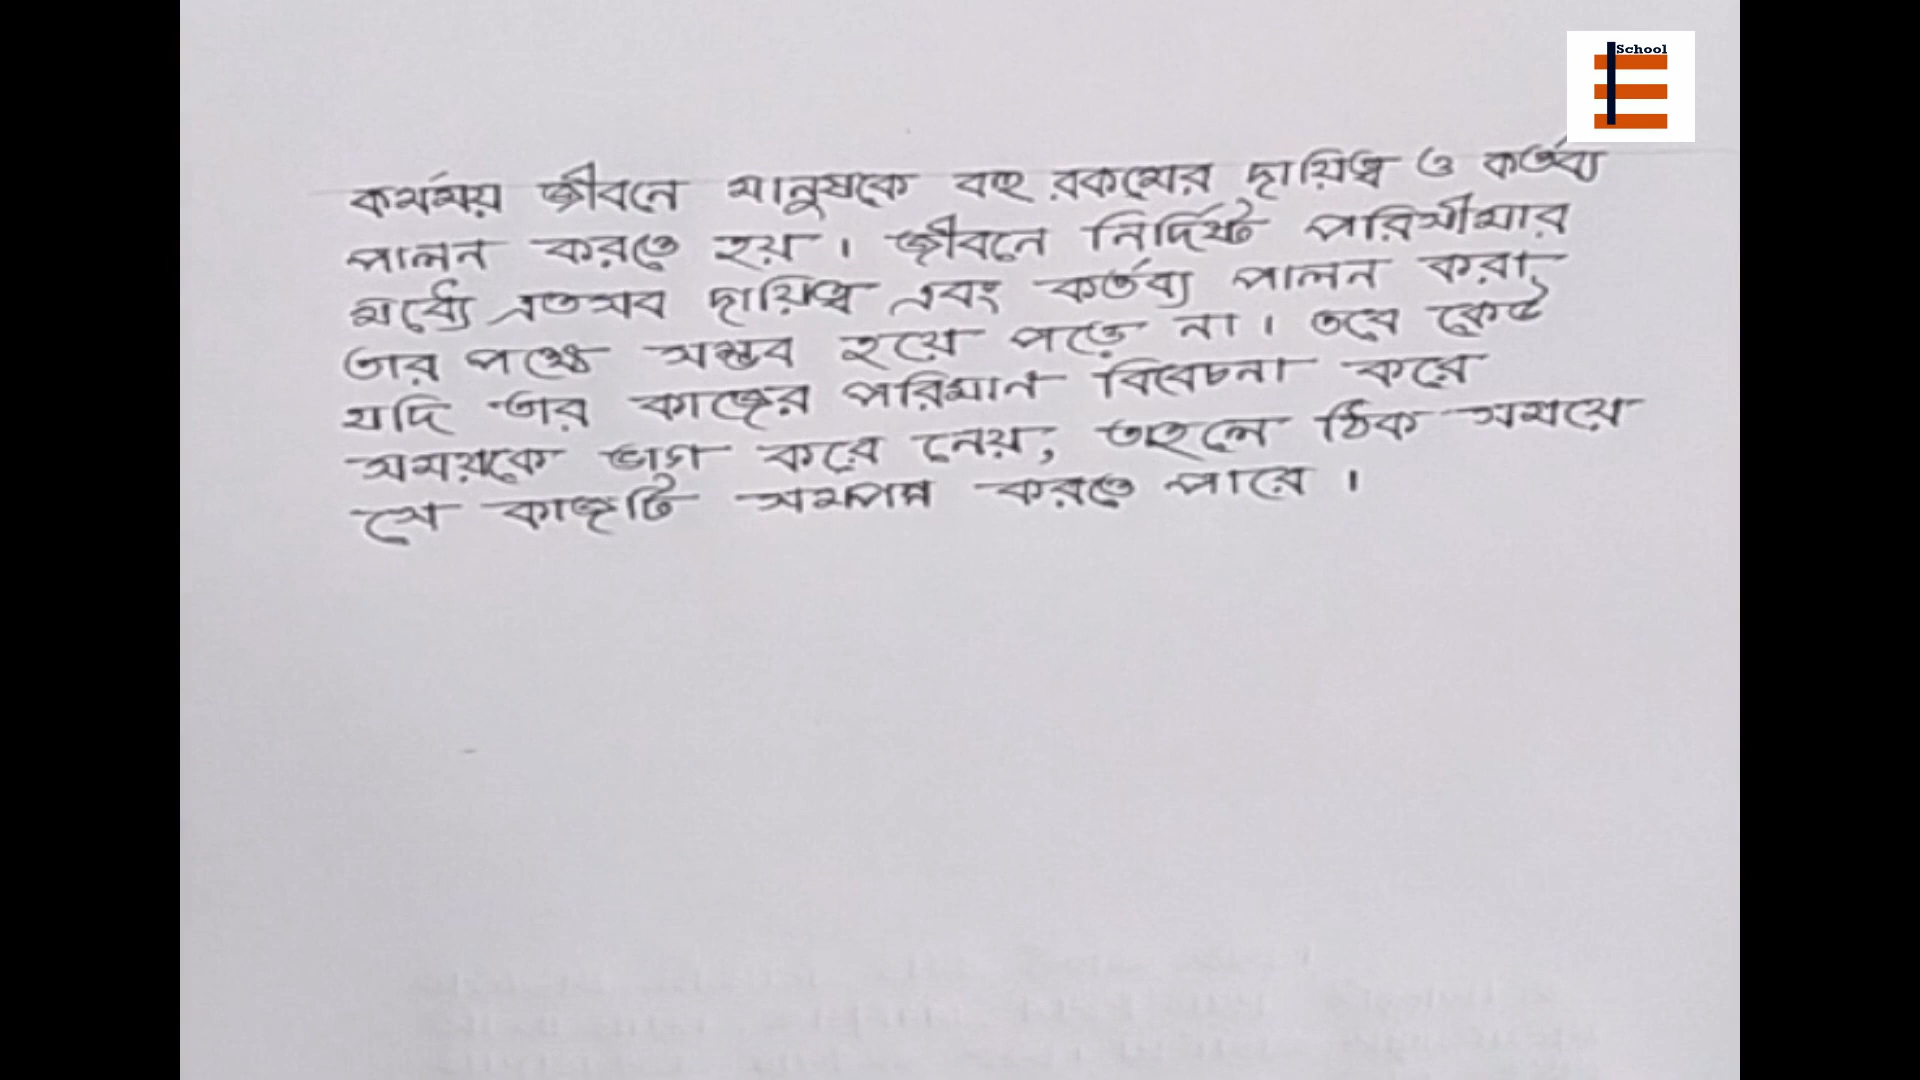 School
কর্মময় জীবনে মানুষকে বহু রকমের দায়িত্ব ও কর্তব্য
পালন করতে হয় । জীবনে নির্দিষ্ট পরিসীমার
মধ্যে এতসব দায়িত্ব এবং কর্তব্য পালন করা
তার পক্ষে সম্ভব হয়ে পড়ে না । তবে কেউ
যদি তার কাজের পরিমান বিবেচনা করে
সময়কে ভাগ করে নেয়, তাহলে ঠিক সময়ে
সে কাজটি সম্পন্ন করতে পারে ।